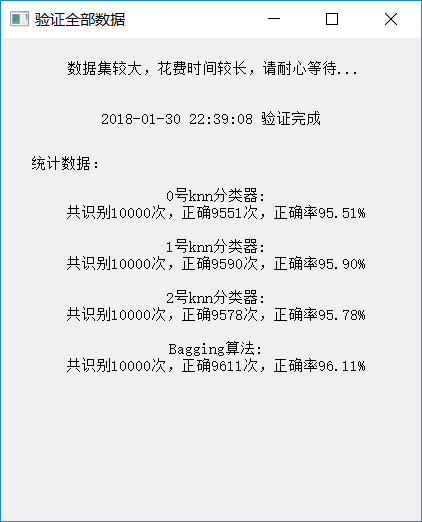 验证全部数据
数据集较大，花费时间较长，请耐心等待...
2018-01-30 22:39:08 验证完成
统计数据：
0号knn分类器:
共识别10000次，正确9551次，正确率95.51%
1号knn分类器:
共识别10000次，正确9590次，正确率95.90%
2号knn分类器:
共识别10000次，正确9578次，正确率95.78%
Bagging算法:
共识别10000次，正确9611次，正确率96.11%